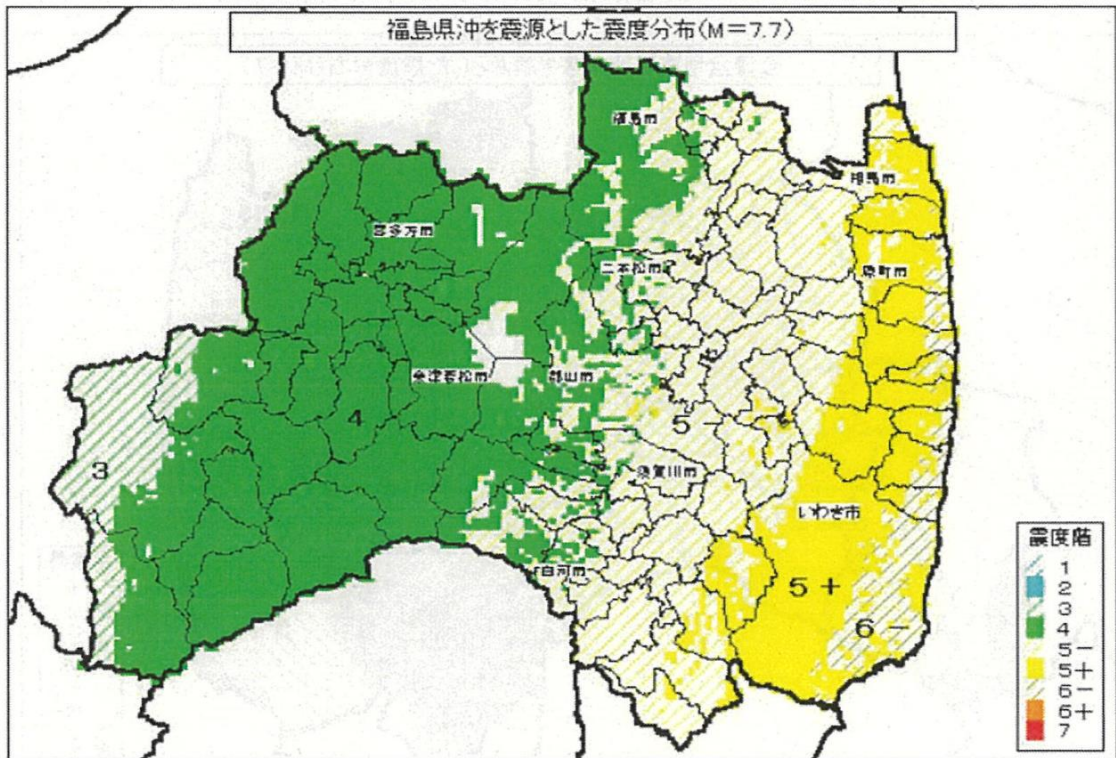 福島県沖を震源とした震度分布(M=7.7)
福島市
相馬市
喜多方市
二本松市
原町市
会津若松市
郡山市
4
5-
3
須賀川市
いわき市
白河市
5+
6-
震度階
1
2
3
4
5-
5+
6-
6+
7